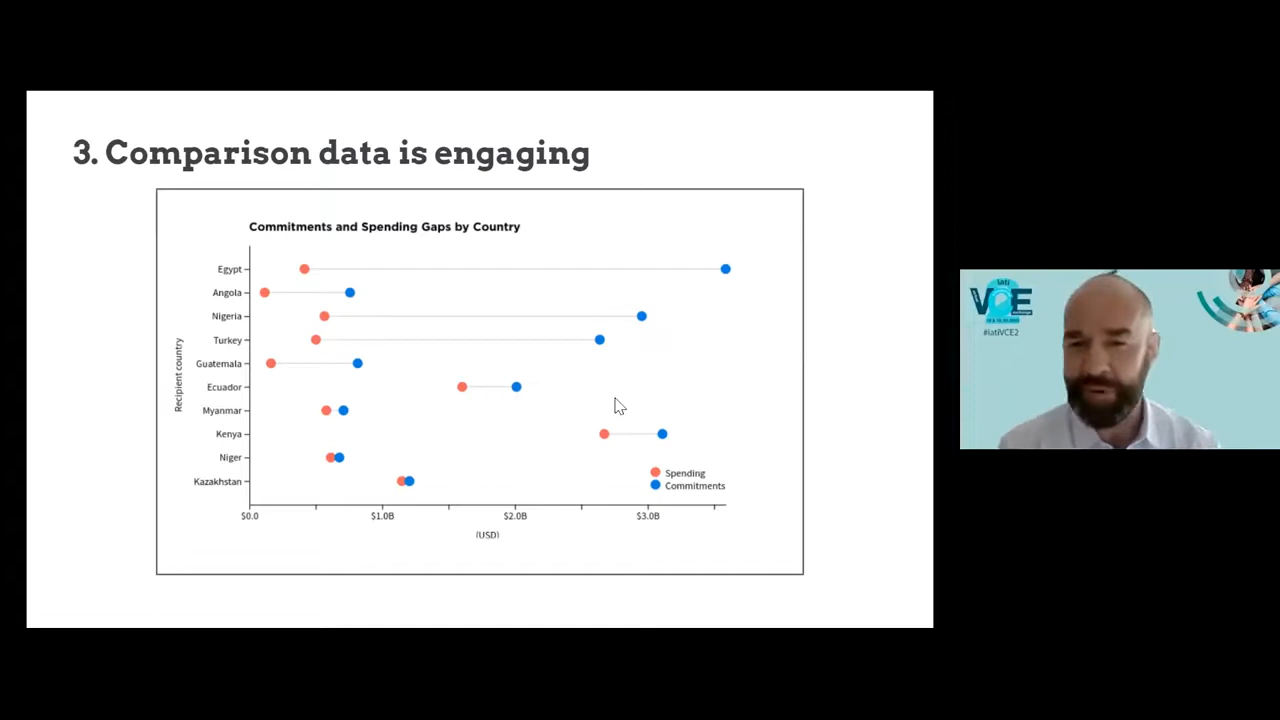 3. Comparison data is engaging
Commitments and Spending Gaps by Country
Recipient country
Egypt
Angola
Nigeria
Turkey
Guatemala
Ecuador
Myanmar
Kenya
Niger
Kazakhstan
Spending
Commitments
$0.0 $1.0B $2.0B $3.0B
(USD)
iati
VCE
#iatiVCE2